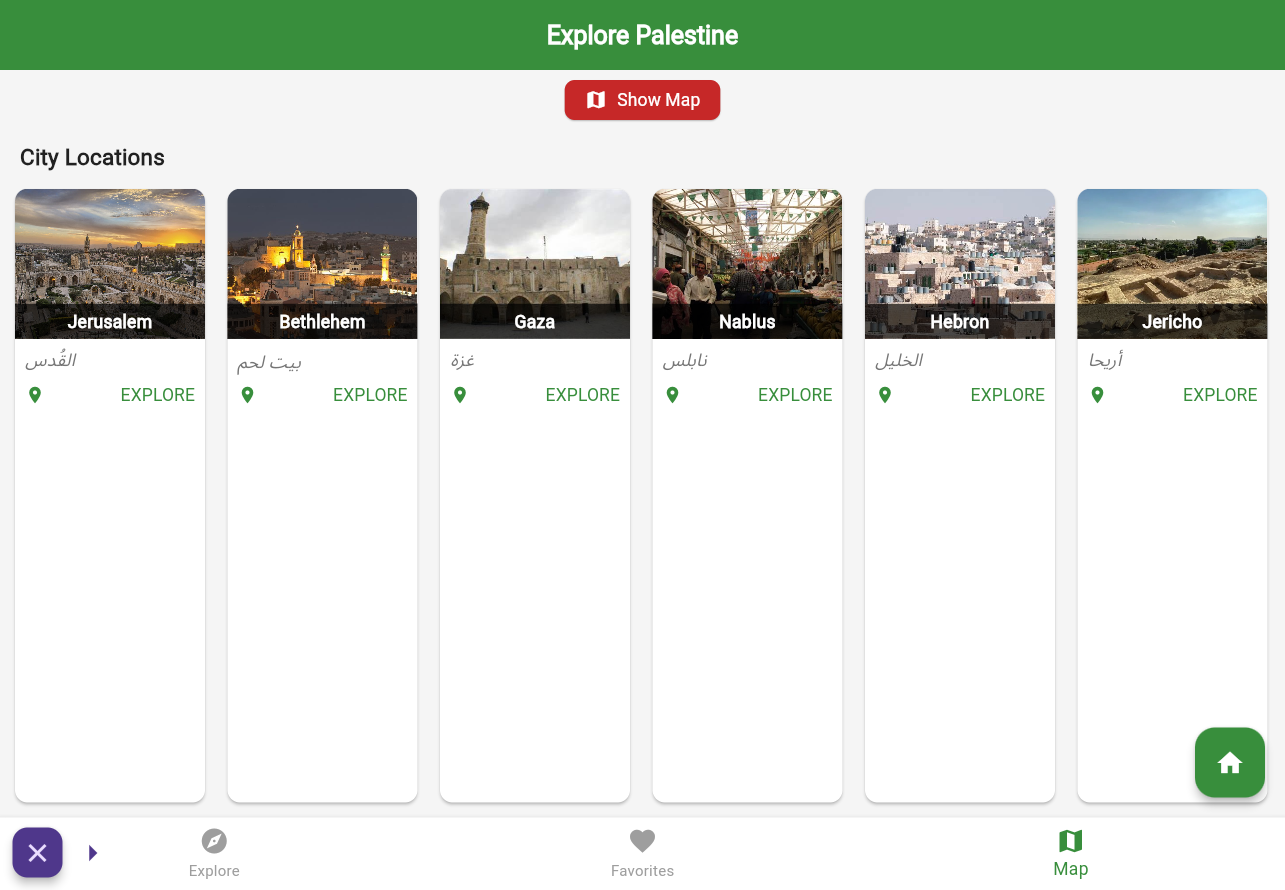 Explore Palestine
Show Map
City Locations
Jerusalem
القُدس
EXPLORE
Bethlehem
بيت لحم
EXPLORE
Gaza
غزة
EXPLORE
Nablus
نابلس
EXPLORE
Hebron
الخليل
EXPLORE
Jericho
أريحا
EXPLORE
Explore
Favorites
Map